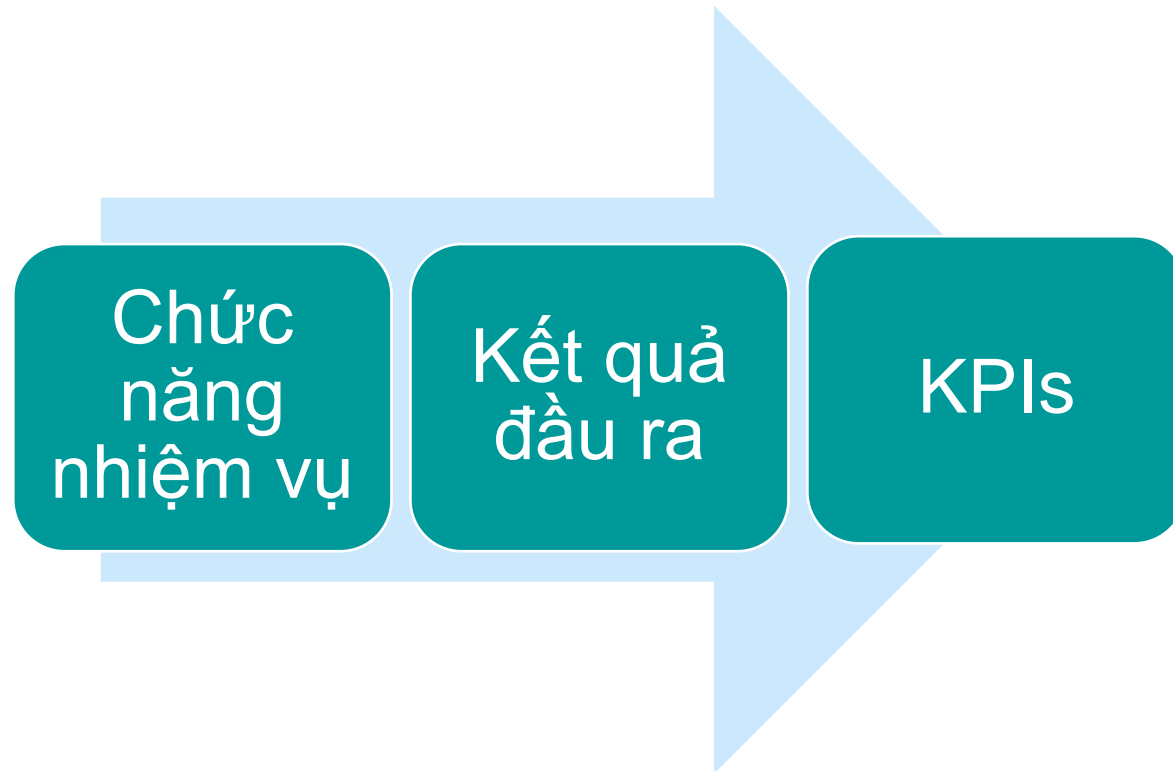 Chức
năng
nhiệm vụ
Kết quả
đầu ra
KPIs